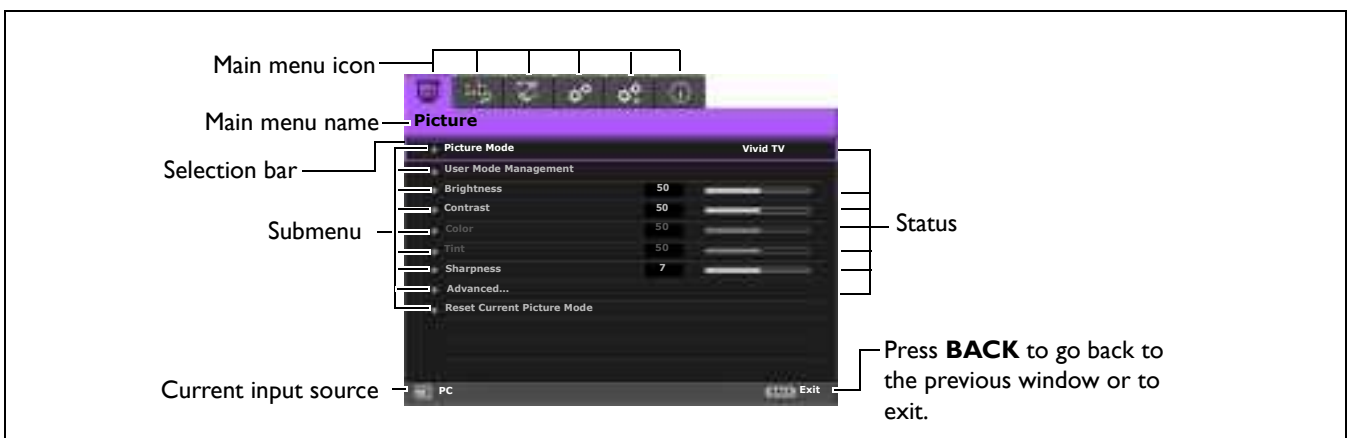 Main menu icon
Main menu name
Picture
Selection bar
Picture Mode Vivid TV
User Mode Management
Brightness 50
Contrast 50
Submenu
Color 50
Status
Tint 50
Sharpness 7
Advanced...
Reset Current Picture Mode
Press BACK to go back to
the previous window or to
exit.
Current input source
PC
Exit